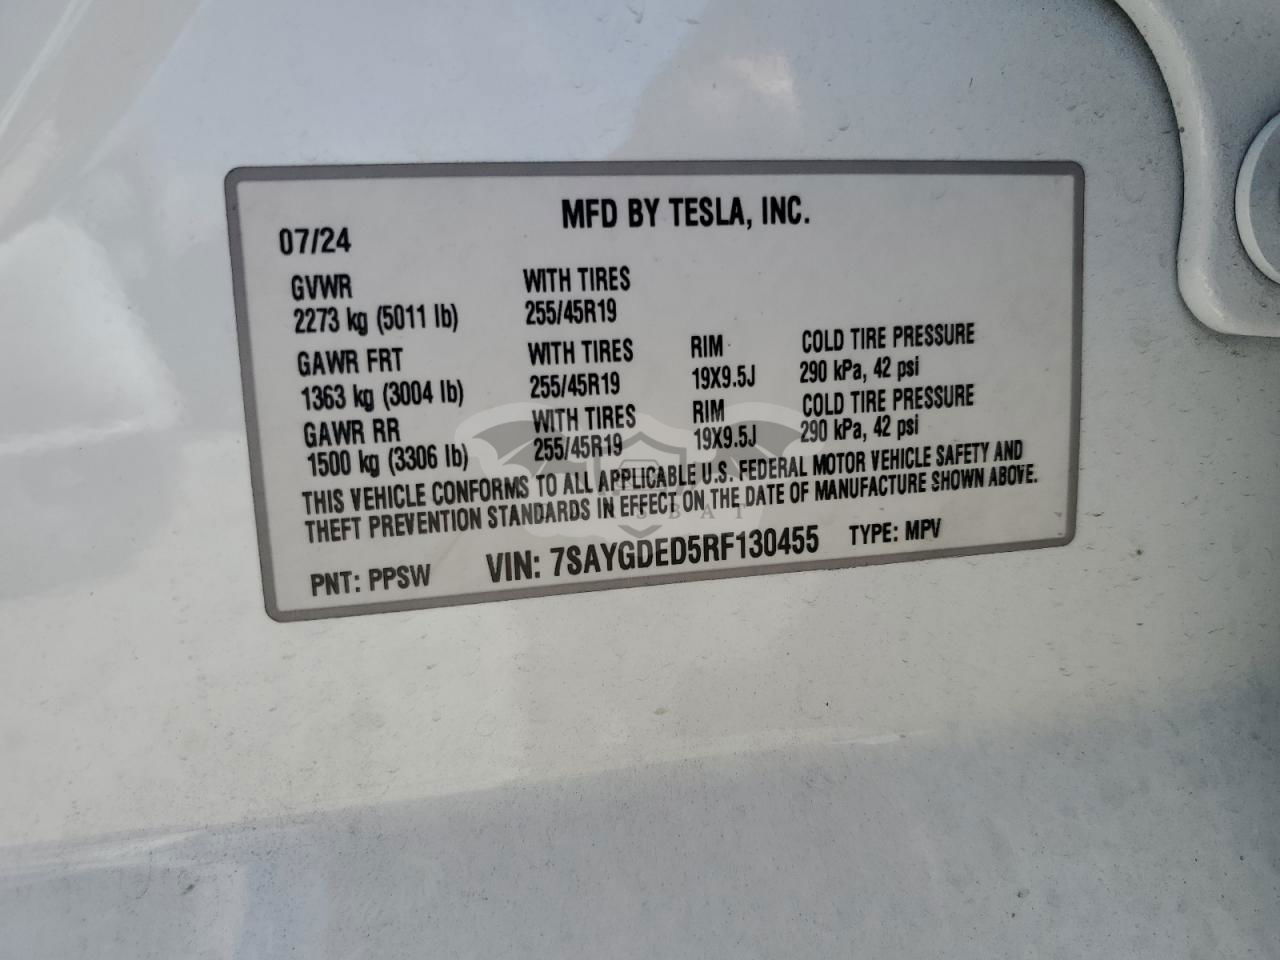 MFD BY TESLA, INC.
07/24
GVWR WITH TIRES
2273 kg (5011 lb) 255/45R19
GAWR FRT WITH TIRES RIM COLD TIRE PRESSURE
1363 kg (3004 lb) 255/45R19 19X9.5J 290 kPa, 42 psi
GAWR RR WITH TIRES RIM COLD TIRE PRESSURE
1500 kg (3306 lb) 255/45R19 19X9.5J 290 kPa, 42 psi
THIS VEHICLE CONFORMS TO ALL APPLICABLE U.S. FEDERAL MOTOR VEHICLE SAFETY AND
THEFT PREVENTION STANDARDS IN EFFECT ON THE DATE OF MANUFACTURE SHOWN ABOVE.
PNT: PPSW VIN: 7SAYGDED5RF130455 TYPE: MPV